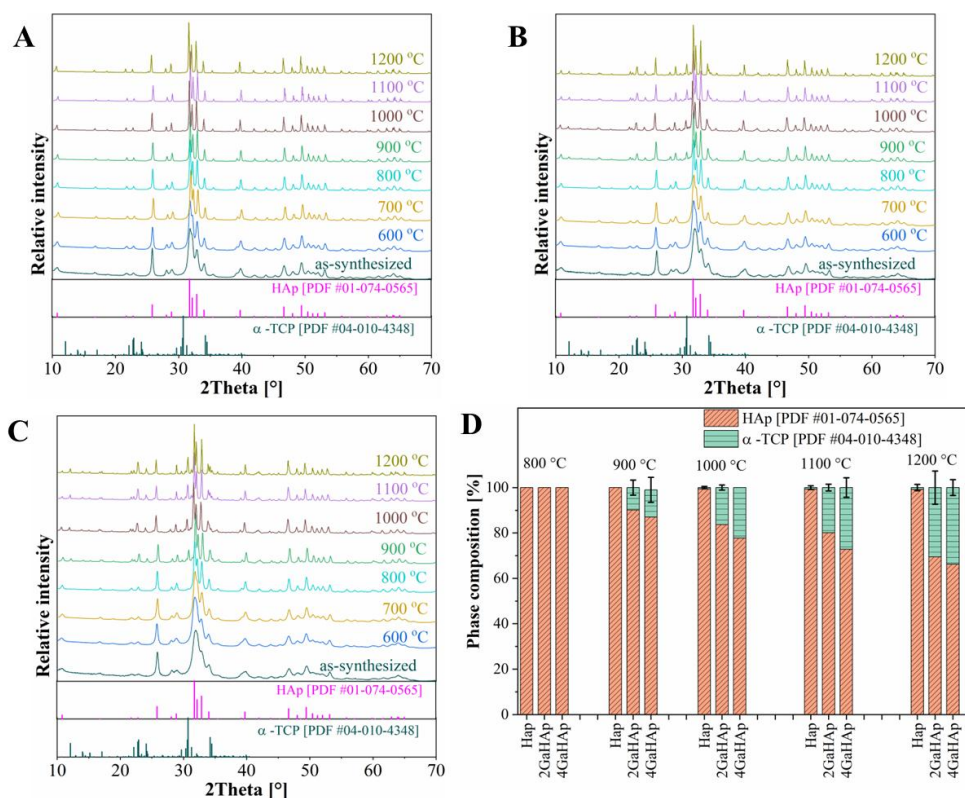 A
1200 °C
1100 °C
1000 °C
900 °C
800 °C
700 °C
600 °C
as-synthesized
HAp [PDF #01-074-0565]
α -TCP [PDF #04-010-4348]
Relative intensity
10 20 30 40 50 60 70
2Theta [°]
B
1200 °C
1100 °C
1000 °C
900 °C
800 °C
700 °C
600 °C
as-synthesized
HAp [PDF #01-074-0565]
α -TCP [PDF #04-010-4348]
Relative intensity
10 20 30 40 50 60 70
2Theta [°]
C
1200 °C
1100 °C
1000 °C
900 °C
800 °C
700 °C
600 °C
as-synthesized
HAp [PDF #01-074-0565]
α -TCP [PDF #04-010-4348]
Relative intensity
10 20 30 40 50 60 70
2Theta [°]
D
HAp [PDF #01-074-0565]
α -TCP [PDF #04-010-4348]
800 °C 900 °C 1000 °C 1100 °C 1200 °C
100
80
60
40
20
0
Phase composition [%]
Hap 2GaHAp 4GaHAp Hap 2GaHAp 4GaHAp Hap 2GaHAp 4GaHAp Hap 2GaHAp 4GaHAp Hap 2GaHAp 4GaHAp